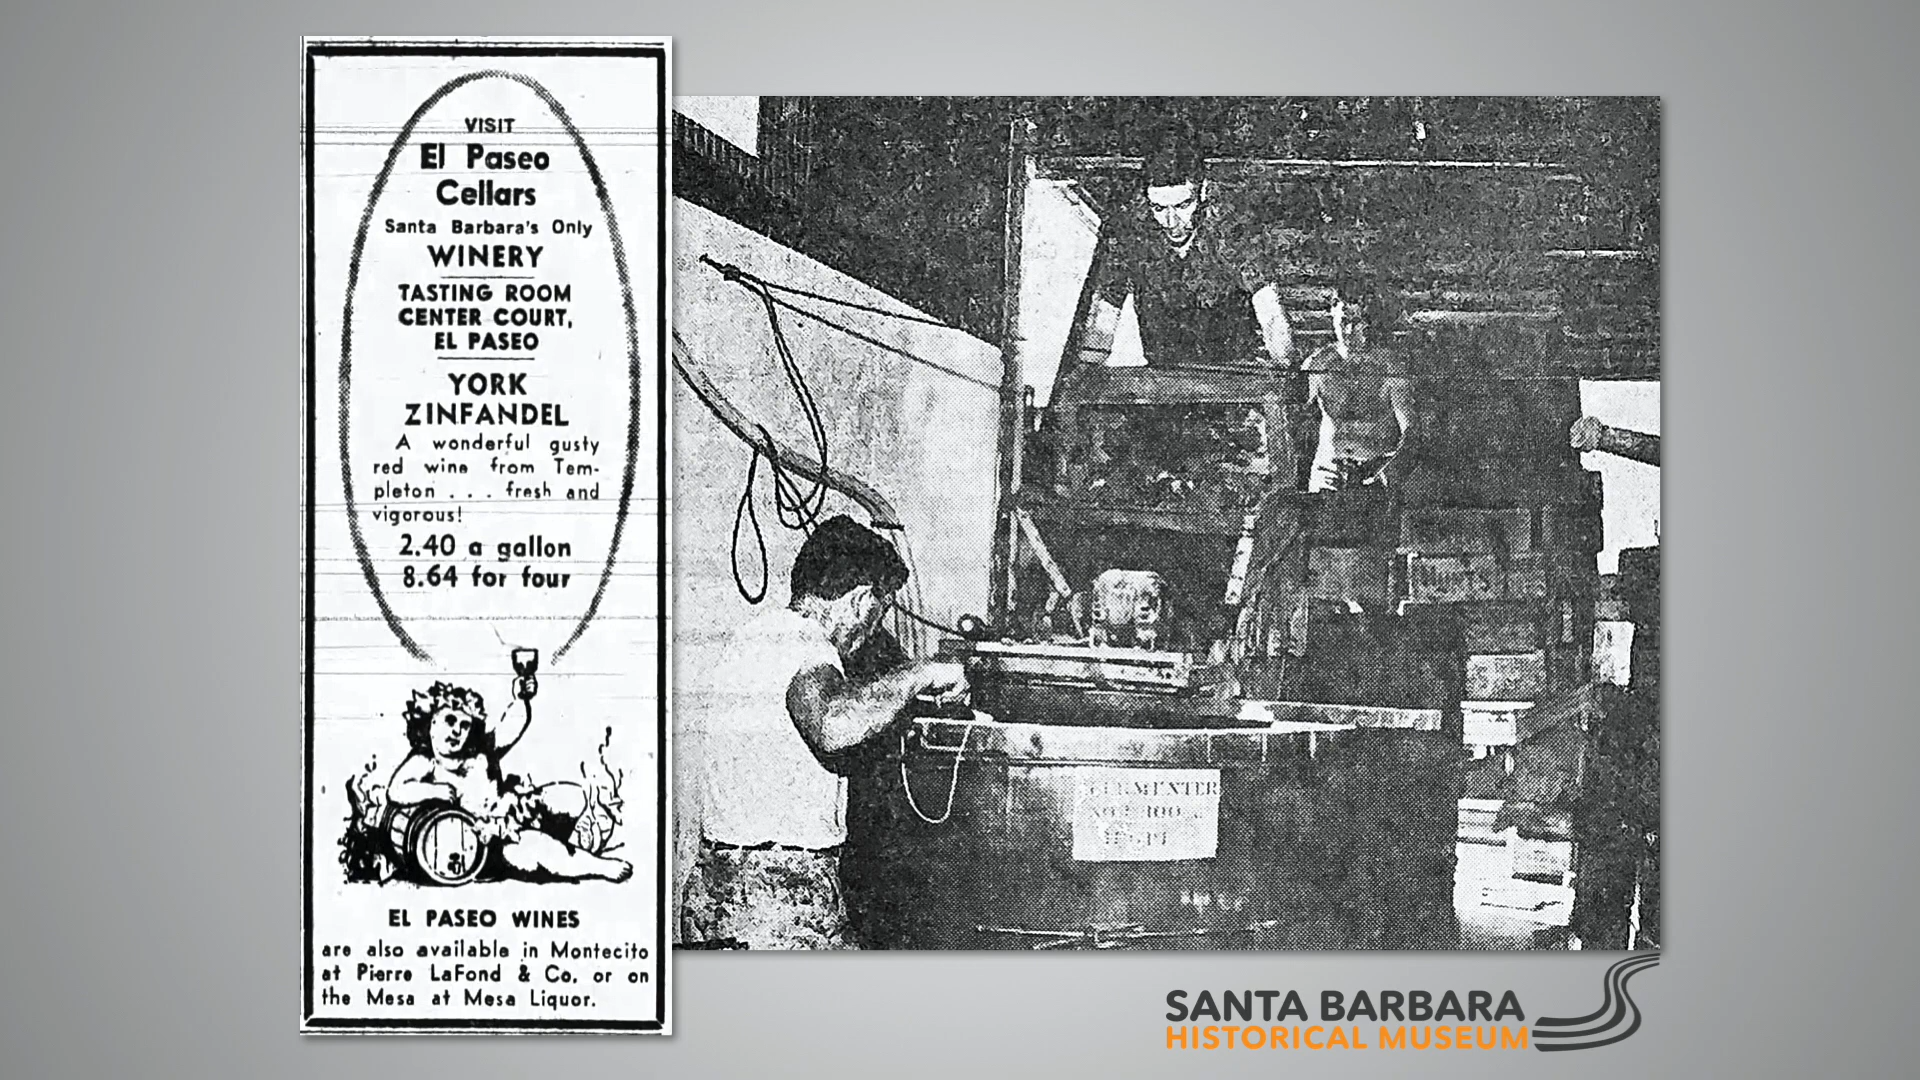 VISIT
El Paseo
Cellars
Santa Barbara's Only
WINERY
TASTING ROOM
CENTER COURT,
EL PASEO
YORK
ZINFANDEL
A wonderful gusty
red wine from Tem-
pleton . . . fresh and
vigorous!
2.40 a gallon
8.64 for four
EL PASEO WINES
are also available in Montecito
at Pierre LaFond & Co. or on
the Mesa at Mesa Liquor.
FERMENTER
SANTA BARBARA
HISTORICAL MUSEUM